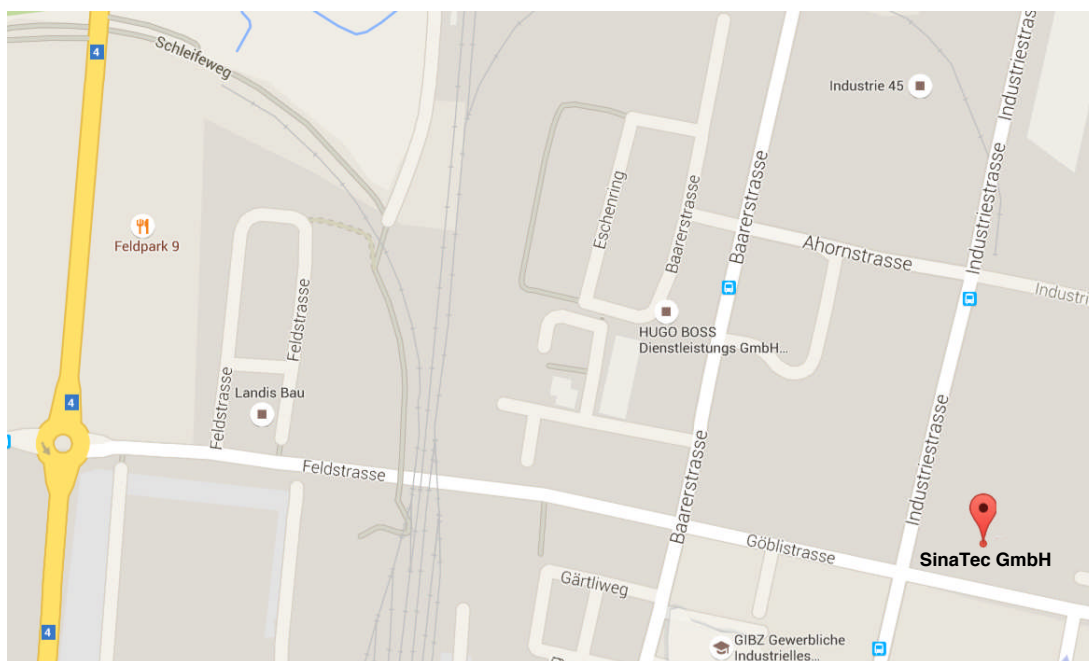 4
Schleifeweg
Industriestrasse
Industrie 45
Industriestrasse
Baarerstrasse
Eschenring
Baarerstrasse
Feldpark 9
Ahornstrasse
Industriestrasse
Industri
Feldstrasse
HUGO BOSS
Dienstleistungs GmbH...
Landis Bau
Feldstrasse
4
Industriestrasse
Baarerstrasse
Feldstrasse
Göblistrasse
SinaTec GmbH
Gärtliweg
4
GIBZ Gewerbliche
Industrielles...